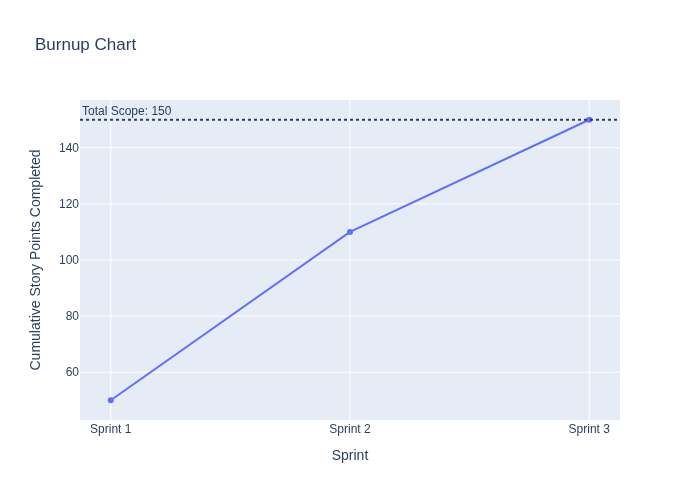 Burnup Chart
Total Scope: 150
140
120
100
80
60
Cumulative Story Points Completed
Sprint 1
Sprint 2
Sprint 3
Sprint